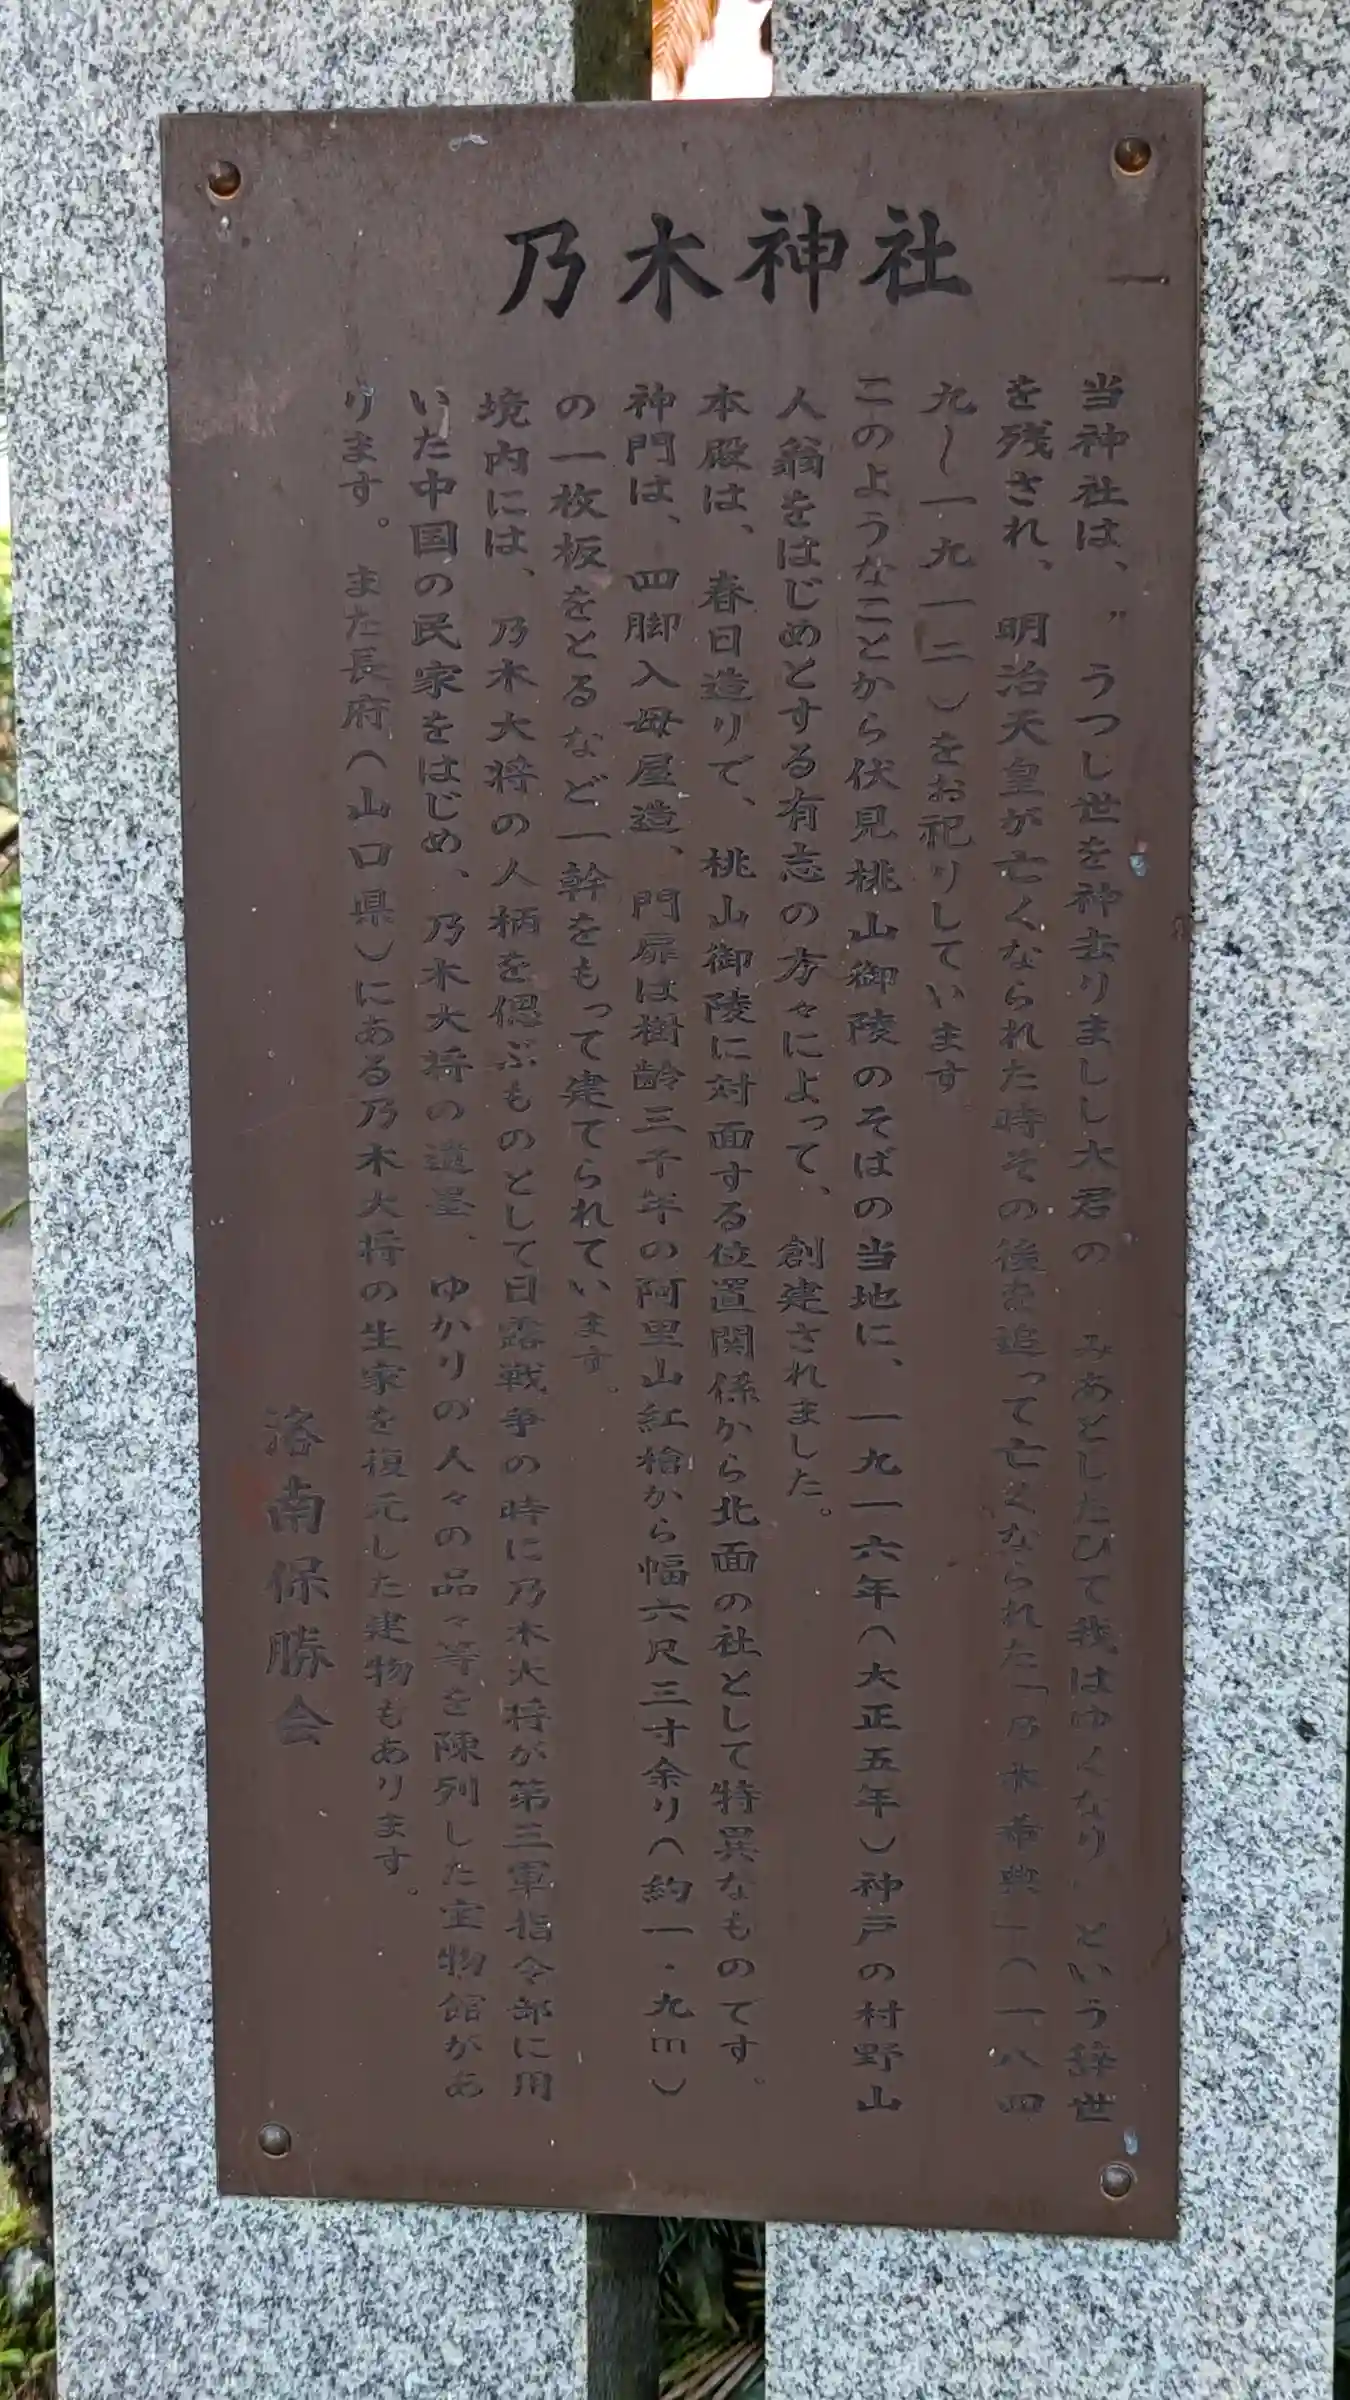 乃木神社
当神社は、〃うつし世を神去りましし大君の　みあとしたひて我はゆくなり〃という辞世
を残され、明治天皇が亡くなられた時その後を追って亡くなられた「乃木希典」（一八四
九〜一九一二）をお祀りしています
このようなことから伏見桃山御陵のそばの当地に、一九一六年（大正五年）神戸の村野山
人翁をはじめとする有志の方々によって、創建されました。
本殿は、春日造りで、桃山御陵に対面する位置関係から北面の社として特異なものです。
神門は、四脚入母屋造、門扉は樹齢三千年の阿里山紅檜から幅六尺三寸余り（約一・九ｍ）
の一枚板をとるなど一幹をもって建てられています。
境内には、乃木大将の人柄を偲ぶものとして日露戦争の時に乃木大将が第三軍指令部に用
いた中国の民家をはじめ、乃木大将の遺墨、ゆかりの人々の品々等を陳列した宝物館があ
ります。また長府（山口県）にある乃木大将の生家を復元した建物もあります。
洛南保勝会